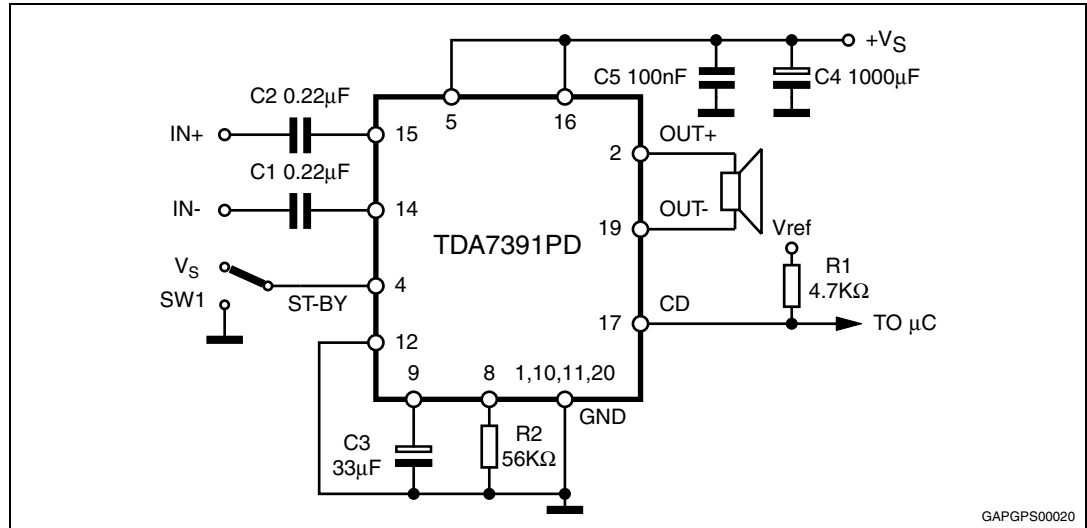 +VS
C5 100nF
C4 1000μF
C2 0.22μF
5
16
IN+
15
OUT+
2
C1 0.22μF
IN-
14
OUT-
19
TDA7391PD
Vref
VS
R1
4.7KΩ
SW1
ST-BY
4
CD
17
TO μC
12
9
8
1,10,11,20
GND
C3
33μF
R2
56KΩ
GAPGPS00020